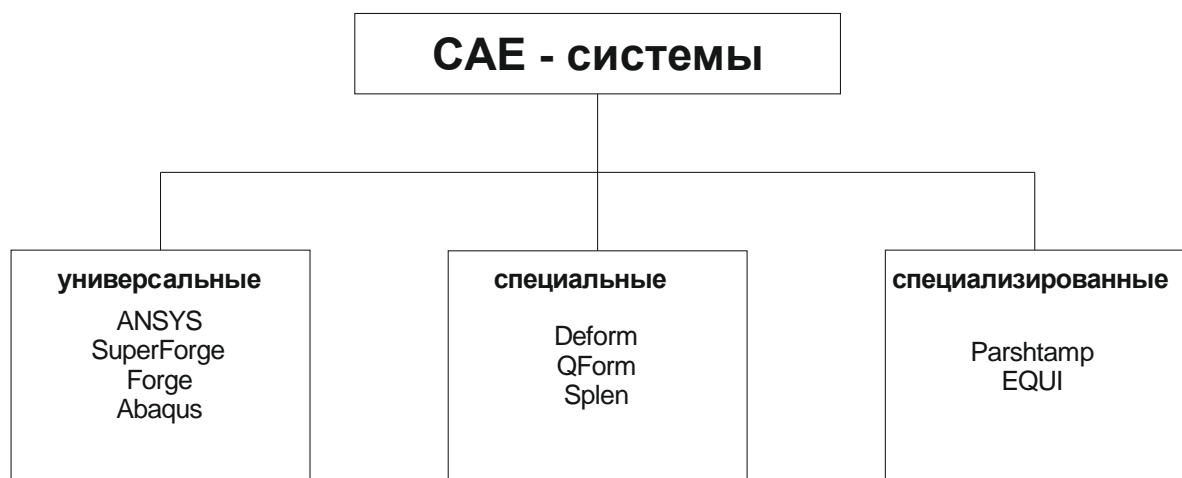 CAE - системы
универсальные
ANSYS
SuperForge
Forge
Abaqus
специальные
Deform
QForm
Splen
специализированные
Parshtamp
EQUI